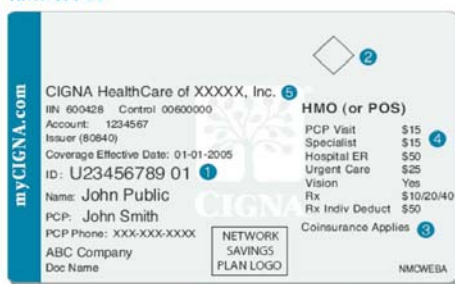 myCIGNA.com
2
CIGNA HealthCare of XXXXX, Inc. 5
IIN 600428 Control 00600000
Account: 1234567
Issuer (80840)
Coverage Effective Date: 01-01-2005
ID: U23456789 01 1
Name: John Public
PCP: John Smith
PCP Phone: XXX-XXX-XXXX
ABC Company
Doc Name
CIGNA
NETWORK
SAVINGS
PLAN LOGO
HMO (or POS)
PCP Visit $15
Specialist $15 4
Hospital ER $50
Urgent Care $25
Vision Yes
Rx $10/20/40
Rx Indiv Deduct $50
Coinsurance Applies 3
NMCWEBA